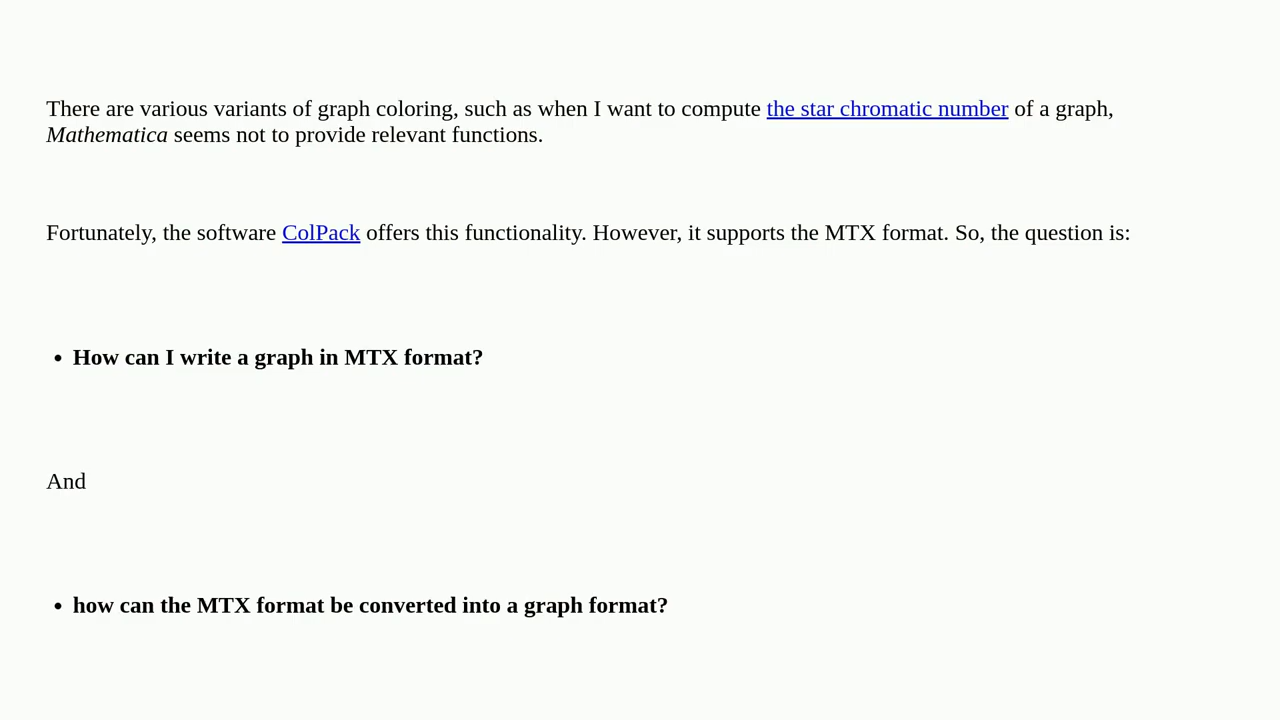 There are various variants of graph coloring, such as when I want to compute the star chromatic number of a graph,
Mathematica seems not to provide relevant functions.
Fortunately, the software ColPack offers this functionality. However, it supports the MTX format. So, the question is:
• How can I write a graph in MTX format?
And
• how can the MTX format be converted into a graph format?